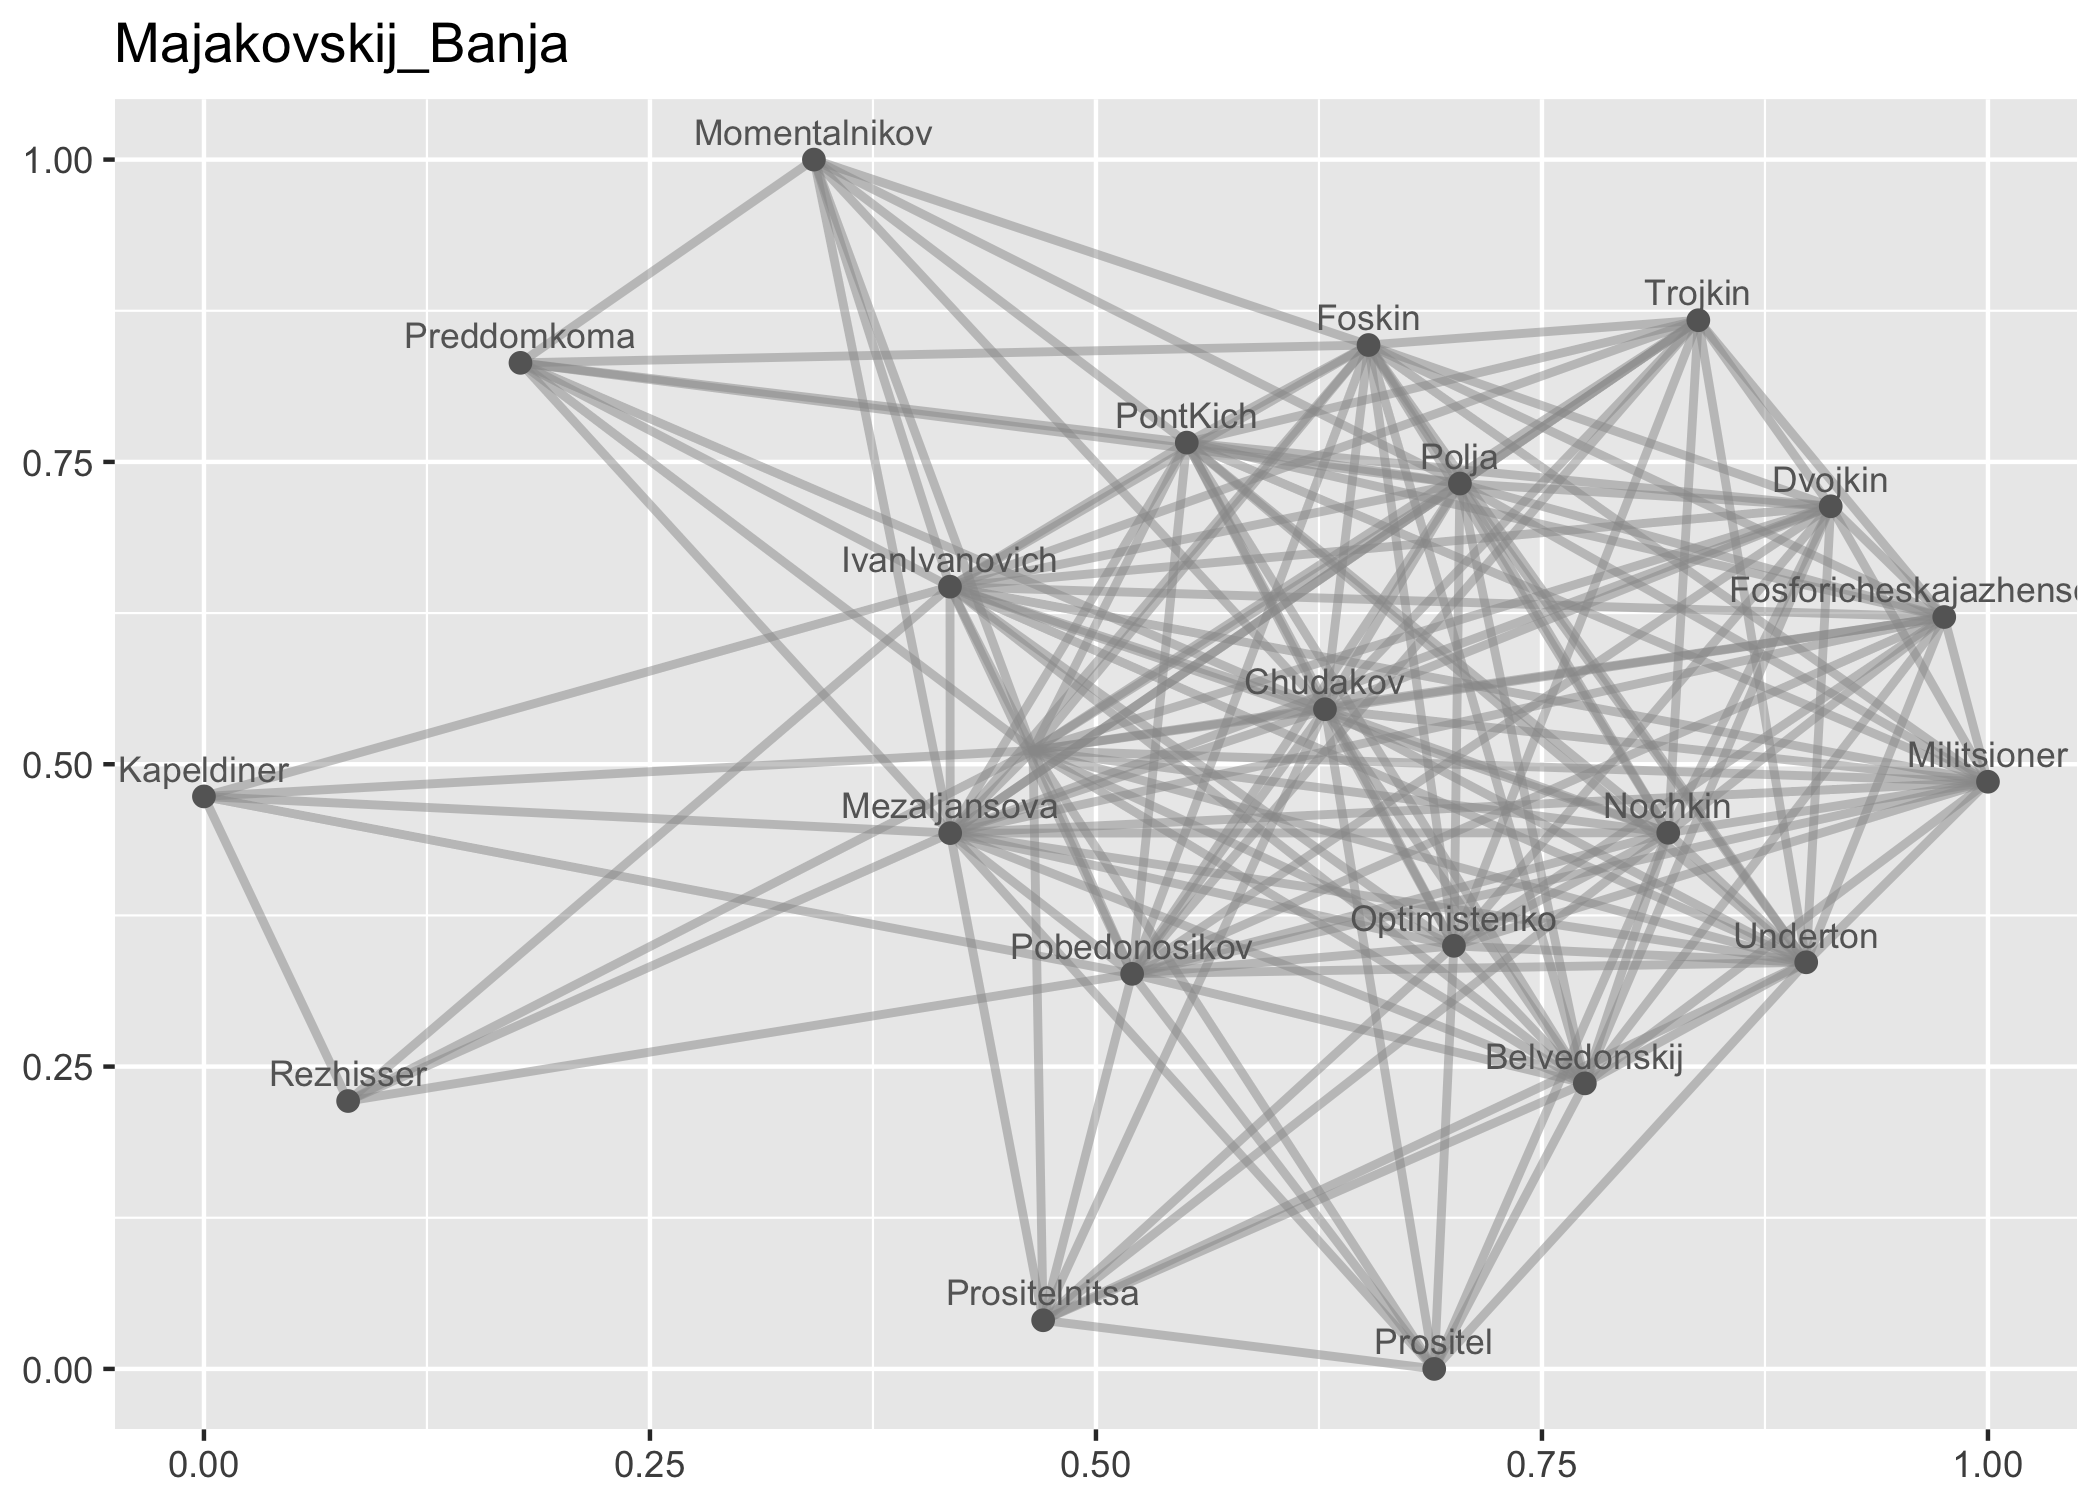 Majakovskij_Banja
Momentalnikov
1.00
Trojkin
Foskin
Preddomkoma
PontKich
Polja
0.75
Dvojkin
IvanIvanovich
Fosforicheskajazhens
Chudakov
Militsioner
0.50
Kapeldiner
Mezaljansova
Nochkin
Optimistenko
Underton
Pobedonosikov
Belvedonskij
0.25
Rezhisser
Prositelnitsa
Prositel
0.00
0.00 0.25 0.50 0.75 1.00